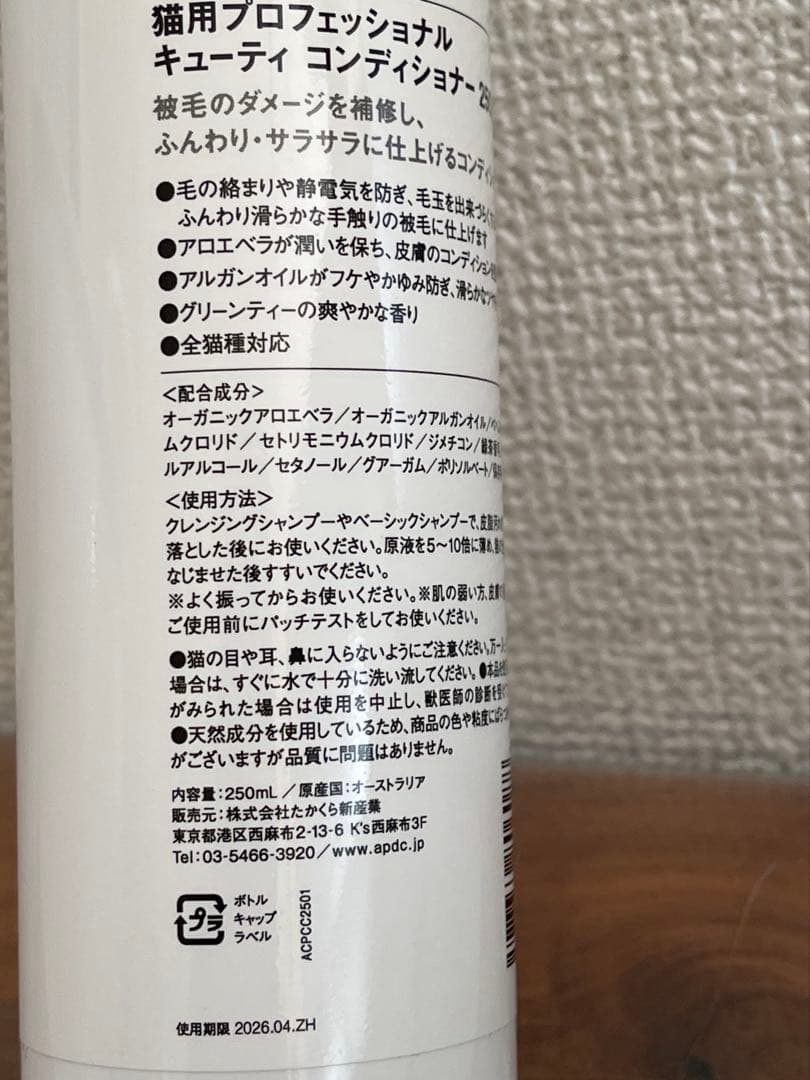 猫用プロフェッショナル
キューティ コンディショナー 250
被毛のダメージを補修し、
ふんわり・サラサラに仕上げるコンディ
●毛の絡まりや静電気を防ぎ、毛玉を出来づらく
ふんわり滑らかな手触りの被毛に仕上げます
●アロエベラが潤いを保ち、皮膚のコンディション
●アルガンオイルがフケやかゆみ防ぎ、滑らかな
●グリーンティーの爽やかな香り
●全猫種対応
<配合成分>
オーガニックアロエベラ/オーガニックアルガンオイル/
ムクロリド/セトリモニウムクロリド/ジメチコン/緑茶
ルアルコール/セタノール/グアーガム/ポリソルベート/
<使用方法>
クレンジングシャンプーやベーシックシャンプーで、皮脂汚
落とした後にお使いください。原液を5〜10倍に薄め、
なじませた後すすいでください。
※よく振ってからお使いください。※肌の弱い方、皮膚
ご使用前にパッチテストをしてお使いください。
●猫の目や耳、鼻に入らないようにご注意ください。万一
場合は、すぐに水で十分に洗い流してください。●本品
がみられた場合は使用を中止し、獣医師の診断を受
●天然成分を使用しているため、商品の色や粘度にばらつ
がございますが品質に問題はありません。
内容量:250mL/原産国:オーストラリア
販売元:株式会社たかくら新産業
東京都港区西麻布2-13-6 K's西麻布3F
Tel:03-5466-3920/www.apdc.jp
プラ
ボトル
キャップ
ラベル
ACPCC2501
使用期限 2026.04.ZH